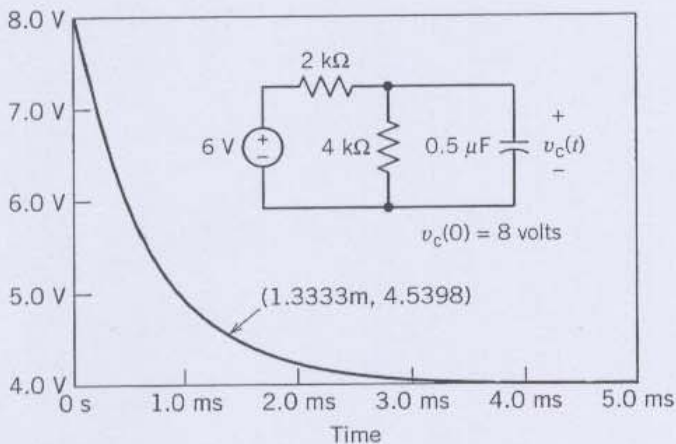 8.0 V
2 kΩ
7.0 V
6 V
+
−
4 kΩ
0.5 μF
+
v_c(t)
−
6.0 V
v_c(0) = 8 volts
5.0 V
(1.3333m, 4.5398)
4.0 V
0 s
1.0 ms
2.0 ms
3.0 ms
4.0 ms
5.0 ms
Time